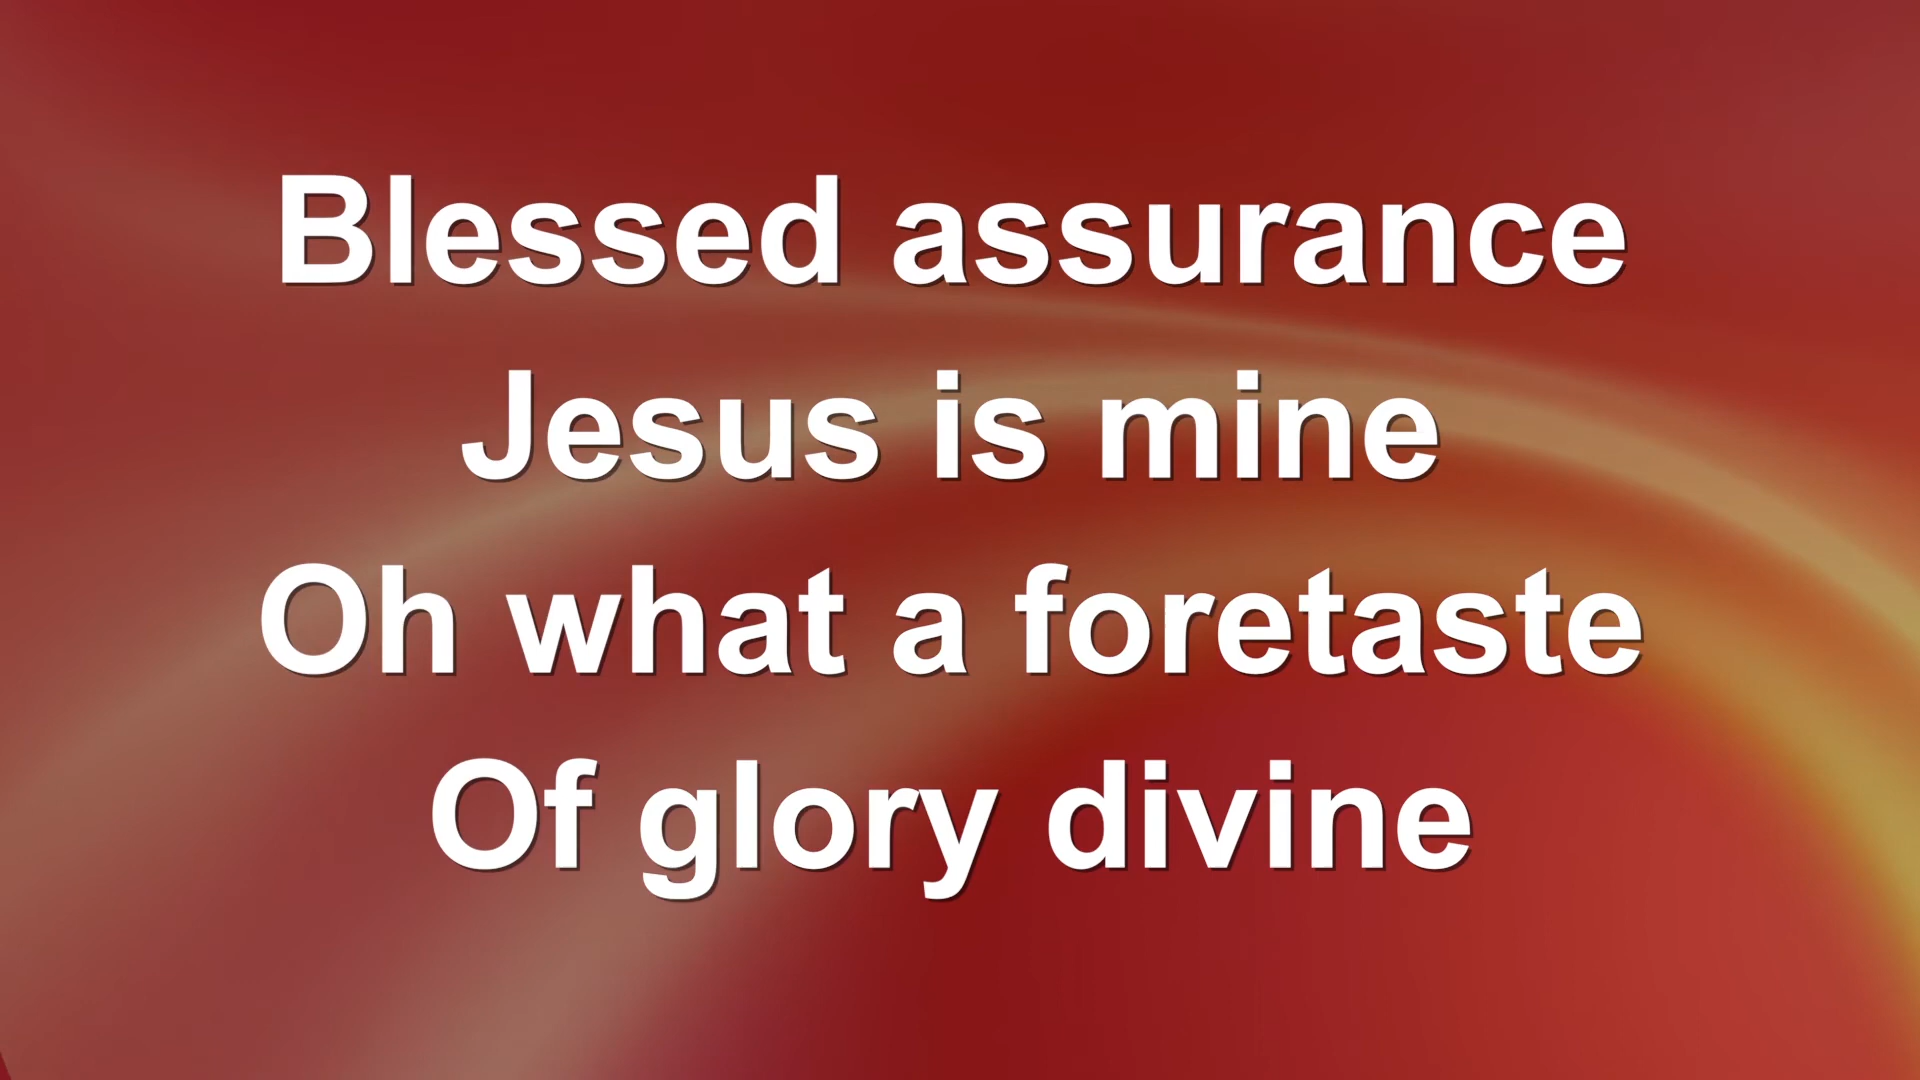 Blessed assurance
Jesus is mine
Oh what a foretaste
Of glory divine